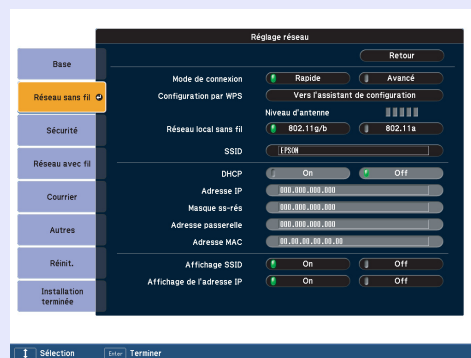 Réglage réseau
Retour
Base
Mode de connexion Rapide Avancé
Réseau sans fil
Configuration par WPS Vers l'assistant de configuration
Niveau d'antenne
Sécurité
Réseau local sans fil 802.11g/b 802.11a
SSID EPSON
Réseau avec fil
DHCP On Off
Adresse IP 000.000.000.000
Courrier
Masque ss-rés 000.000.000.000
Adresse passerelle 000.000.000.000
Autres
Adresse MAC 00.00.00.00.00.00
Réinit.
Affichage SSID On Off
Affichage de l'adresse IP On Off
Installation
terminée
Sélection Enter Terminer